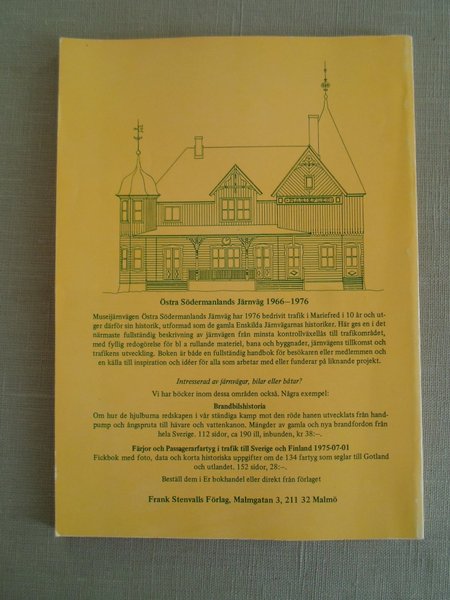 Östra Södermanlands Järnväg 1966—1976
Museijärnvägen Östra Södermanlands Järnväg har 1976 bedrivit trafik i Mariefred i 10 år och ut-
ger därför sin historik, utformad som de gamla Enskilda Järnvägarnas historiker. Här ges en i det
närmaste fullständig beskrivning av järnvägen från minsta kontrollväxellås till trafikområdet,
med fyllig redogörelse för bl a rullande materiel, bana och byggnader, järnvägens tillkomst och
trafikens utveckling. Boken är både en fullständig handbok för besökaren eller medlemmen och
en källa till inspiration och idéer för alla som arbetar med eller funderar på liknande projekt.
Intresserad av järnvägar, bilar eller båtar?
Vi har böcker inom dessa områden också. Några exempel:
Brandbilshistoria
Om hur de hjulburna redskapen i vår ständiga kamp mot den röde hanen utvecklats från hand-
pump och ångspruta till hävare och vattenkanon. Mängder av gamla och nya brandfordon från
hela Sverige. 112 sidor, ca 190 ill, inbunden, kr 38:—.
Färjor och Passagerarfartyg i trafik till Sverige och Finland 1975-07-01
Fickbok med foto, data och korta historiska uppgifter om de 134 fartyg som seglar till Gotland
och utlandet. 152 sidor, 28:—.
Beställ dem i Er bokhandel eller direkt från förlaget
Frank Stenvalls Förlag, Malmgatan 3, 211 32 Malmö